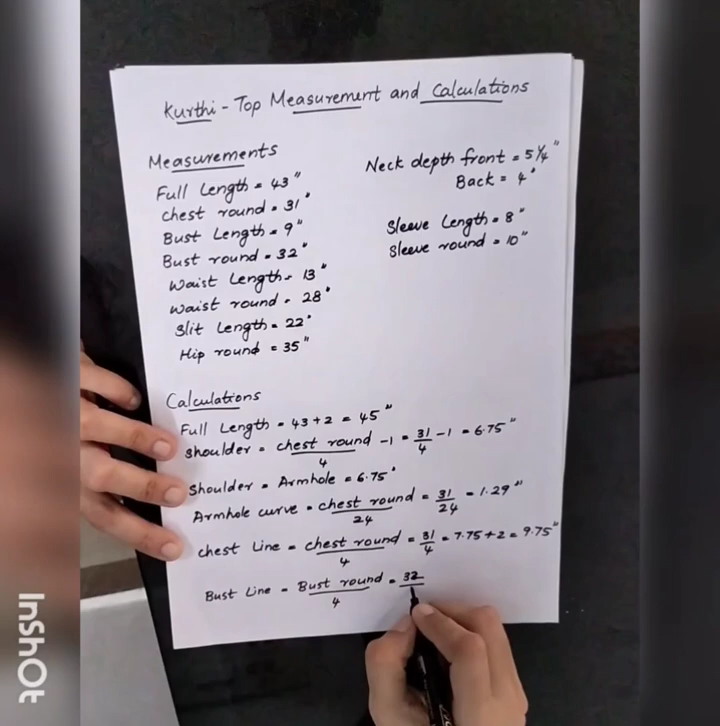 Kurthi - Top Measurement and Calculations
Measurements
Full Length = 43"
chest round = 31"
Bust Length = 9"
Bust round = 32"
Waist Length = 13"
Waist round = 28"
Slit Length = 22"
Hip round = 35"
Neck depth front = 5 1/4"
Back = 4"
Sleeve Length = 8"
Sleeve round = 10"
Calculations
Full Length = 43 + 2 = 45"
Shoulder = chest round/4 - 1 = 31/4 - 1 = 6.75"
Shoulder = Armhole = 6.75"
Armhole curve = chest round/24 = 31/24 = 1.29"
chest Line = chest round/4 = 31/4 = 7.75 + 2 = 9.75"
Bust Line = Bust round/4 = 32
InShOt